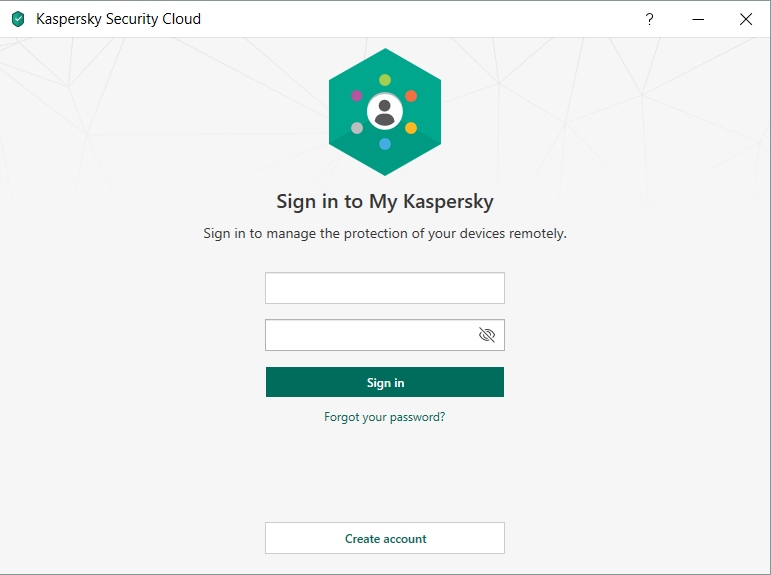 Kaspersky Security Cloud
?
Sign in to My Kaspersky
Sign in to manage the protection of your devices remotely.
Sign in
Forgot your password?
Create account